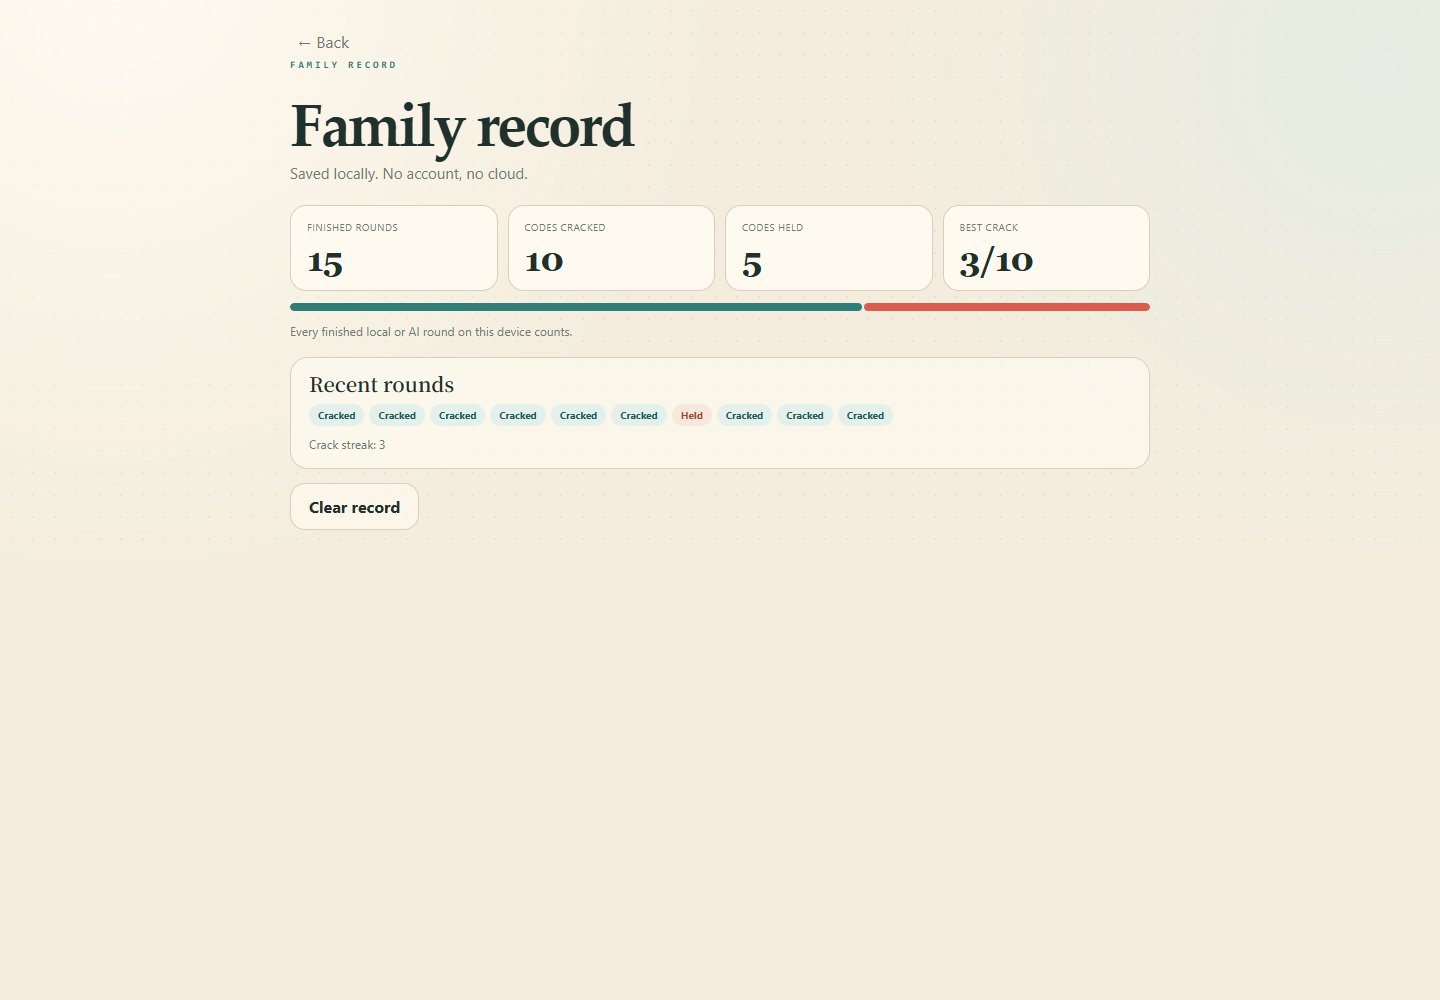 ← Back
FAMILY RECORD
Family record
Saved locally. No account, no cloud.
FINISHED ROUNDS
15
CODES CRACKED
10
CODES HELD
5
BEST CRACK
3/10
Every finished local or AI round on this device counts.
Recent rounds
Cracked Cracked Cracked Cracked Cracked Cracked Held Cracked Cracked Cracked
Crack streak: 3
Clear record